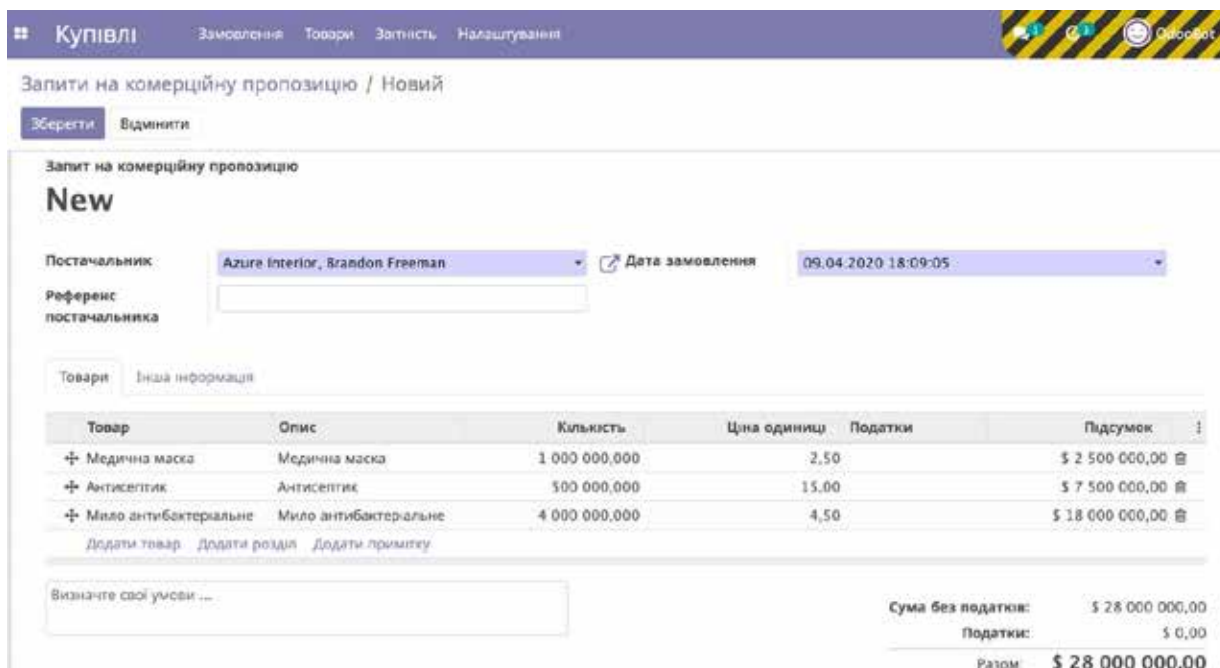 Купівлі Замовлення Товари Звітність Налаштування 1 1 OdooBot
Запити на комерційну пропозицію / Новий
Зберегти Відмінити
Запит на комерційну пропозицію
New
Постачальник Azure Interior, Brandon Freeman Дата замовлення 09.04.2020 18:09:05
Референс
постачальника
Товари Інша інформація
Товар Опис Кількість Ціна одиниці Податки Підсумок
Медична маска Медична маска 1 000 000,000 2,50 $ 2 500 000,00
Антисептик Антисептик 500 000,000 15,00 $ 7 500 000,00
Мило антибактеріальне Мило антибактеріальне 4 000 000,000 4,50 $ 18 000 000,00
Додати товар Додати розділ Додати примітку
Визначте свої умови ...
Сума без податків: $ 28 000 000,00
Податки: $ 0,00
Разом: $ 28 000 000,00